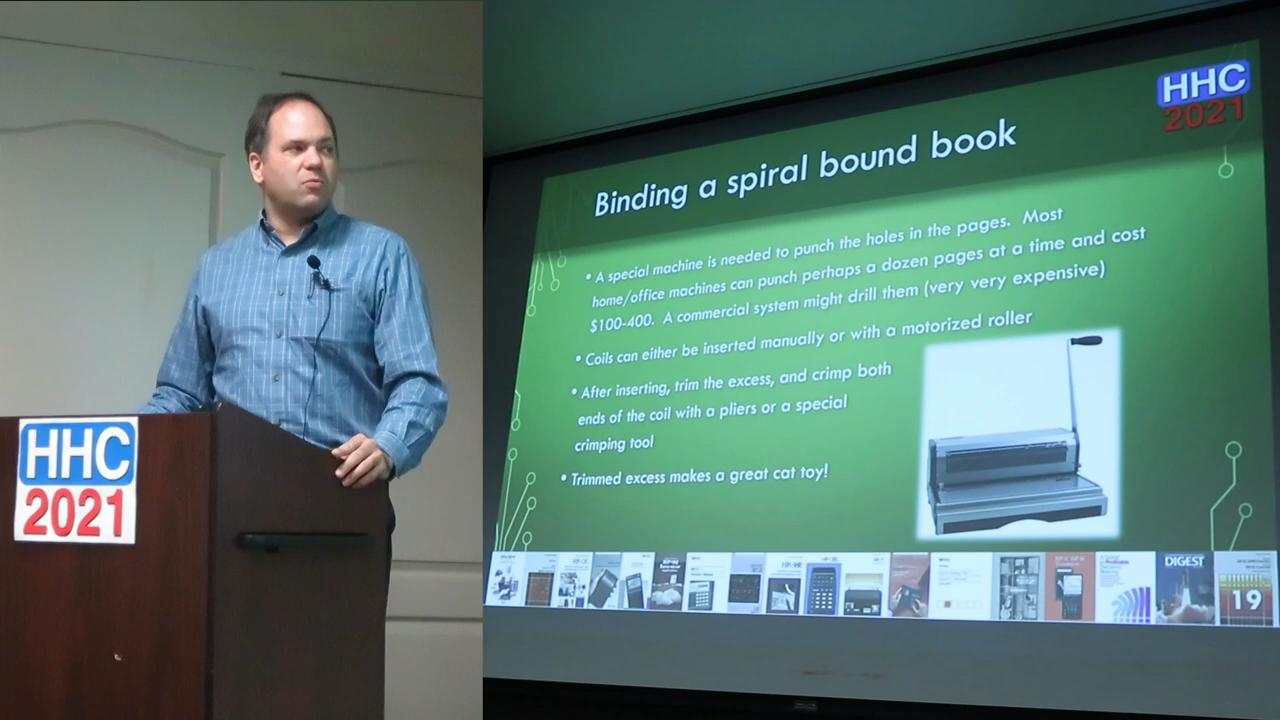 HHC
2021
HHC
2021
Binding a spiral bound book
• A special machine is needed to punch the holes in the pages. Most
home/office machines can punch perhaps a dozen pages at a time and cost
$100-400. A commercial system might drill them (very very expensive)
• Coils can either be inserted manually or with a motorized roller
• After inserting, trim the excess, and crimp both
ends of the coil with a pliers or a special
crimping tool
• Trimmed excess makes a great cat toy!
DIGEST
19